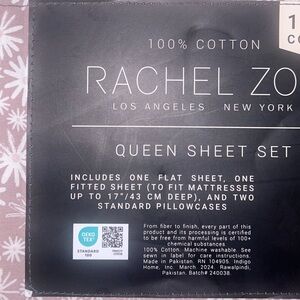 100% COTTON
1
CO
RACHEL ZO
LOS ANGELES NEW YORK
QUEEN SHEET SET
INCLUDES ONE FLAT SHEET, ONE
FITTED SHEET (TO FIT MATTRESSES
UP TO 17"/43 CM DEEP), AND TWO
STANDARD PILLOWCASES
OEKO
TEX
STANDARD
100
From fiber to finish, every part of this
product and its processing is certified
to be free from harmful levels of 100+
chemical substances.
100% Cotton. Machine washable. See
sewn in label for care instructions.
Made in Pakistan. RN 104905. Indigo
Home, Inc. March 2024. Rawalpindi,
Pakistan. Batch# 240038